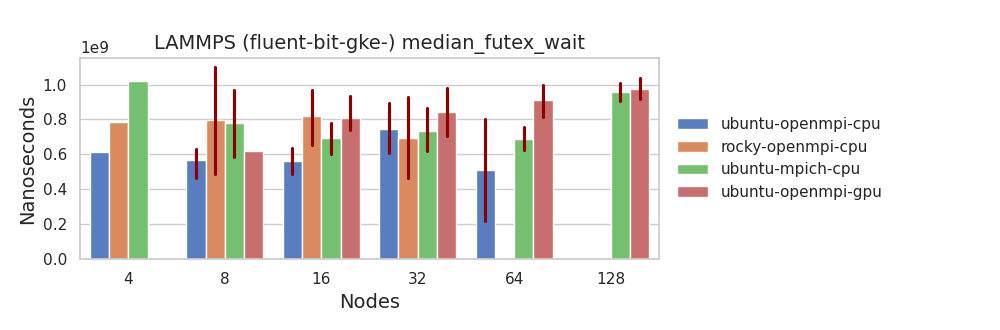 LAMMPS (fluent-bit-gke-) median_futex_wait
1e9
Nanoseconds
1.0
0.8
0.6
0.4
0.2
0.0
4 8 16 32 64 128
Nodes
ubuntu-openmpi-cpu
rocky-openmpi-cpu
ubuntu-mpich-cpu
ubuntu-openmpi-gpu